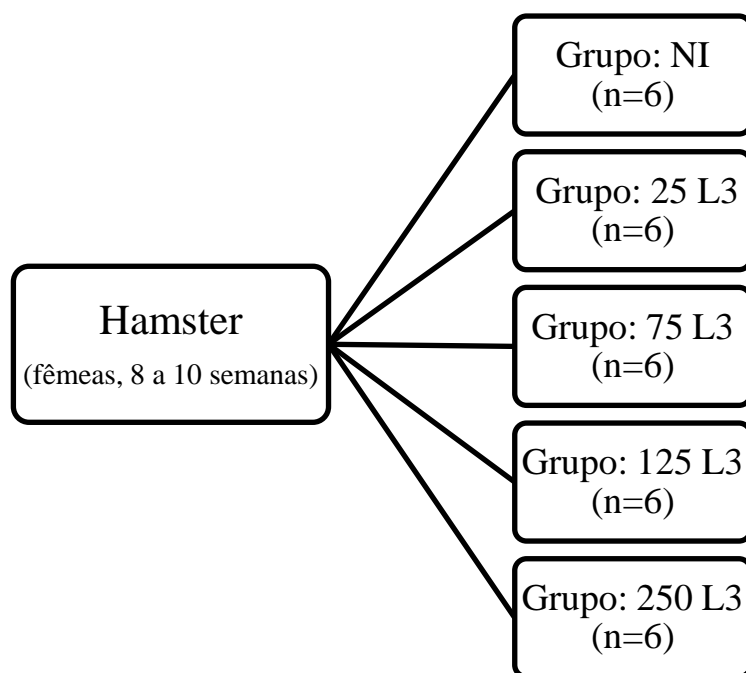 Hamster
(fêmeas, 8 a 10 semanas)
Grupo: NI
(n=6)
Grupo: 25 L3
(n=6)
Grupo: 75 L3
(n=6)
Grupo: 125 L3
(n=6)
Grupo: 250 L3
(n=6)